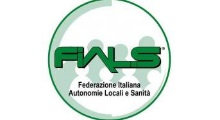 FIALS®
Federazione Italiana
Autonomie Locali e Sanità